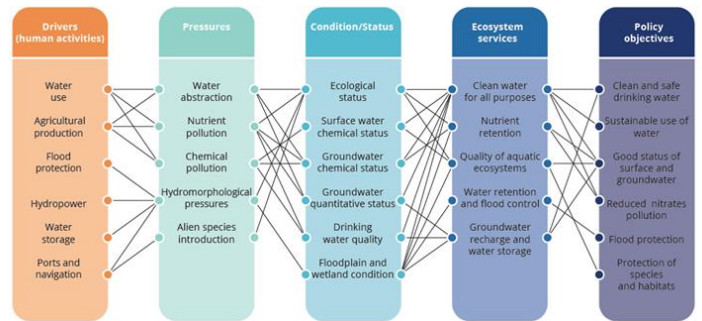 Drivers
(human activities)
Water
use
Agricultural
production
Flood
protection
Hydropower
Water
storage
Ports and
navigation
Pressures
Water
abstraction
Nutrient
pollution
Chemical
pollution
Hydromorphological
pressures
Alien species
introduction
Condition/Status
Ecological
status
Surface water
chemical status
Groundwater
chemical status
Groundwater
quantitative status
Drinking
water quality
Floodplain and
wetland condition
Ecosystem
services
Clean water
for all purposes
Nutrient
retention
Quality of aquatic
ecosystems
Water retention
and flood control
Groundwater
recharge and
water storage
Policy
objectives
Clean and safe
drinking water
Sustainable use of
water
Good status of
surface and
groundwater
Reduced nitrates
pollution
Flood protection
Protection of
species
and habitats